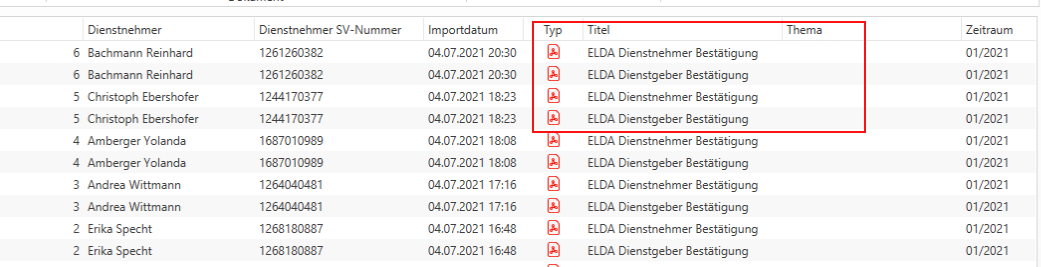 Dienstnehmer Dienstnehmer SV-Nummer Importdatum Typ Titel Thema Zeitraum
6 Bachmann Reinhard 1261260382 04.07.2021 20:30 ELDA Dienstnehmer Bestätigung 01/2021
6 Bachmann Reinhard 1261260382 04.07.2021 20:30 ELDA Dienstgeber Bestätigung 01/2021
5 Christoph Ebershofer 1244170377 04.07.2021 18:23 ELDA Dienstnehmer Bestätigung 01/2021
5 Christoph Ebershofer 1244170377 04.07.2021 18:23 ELDA Dienstgeber Bestätigung 01/2021
4 Amberger Yolanda 1687010989 04.07.2021 18:08 ELDA Dienstnehmer Bestätigung 01/2021
4 Amberger Yolanda 1687010989 04.07.2021 18:08 ELDA Dienstgeber Bestätigung 01/2021
3 Andrea Wittmann 1264040481 04.07.2021 17:16 ELDA Dienstnehmer Bestätigung 01/2021
3 Andrea Wittmann 1264040481 04.07.2021 17:16 ELDA Dienstgeber Bestätigung 01/2021
2 Erika Specht 1268180887 04.07.2021 16:48 ELDA Dienstnehmer Bestätigung 01/2021
2 Erika Specht 1268180887 04.07.2021 16:48 ELDA Dienstgeber Bestätigung 01/2021